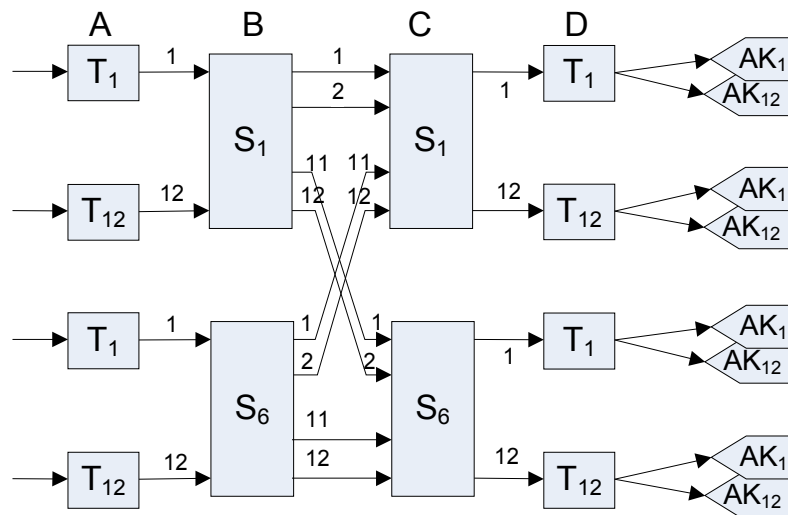 A B C D
T1 1 1 1 T1 AK1
2 AK12
S1 S1
11 11 AK1
T12 12 12 12 12 T12 AK12
T1 1 1 1 1 T1 AK1
2 2 AK12
S6 S6
11 AK1
T12 12 12 12 T12 AK12